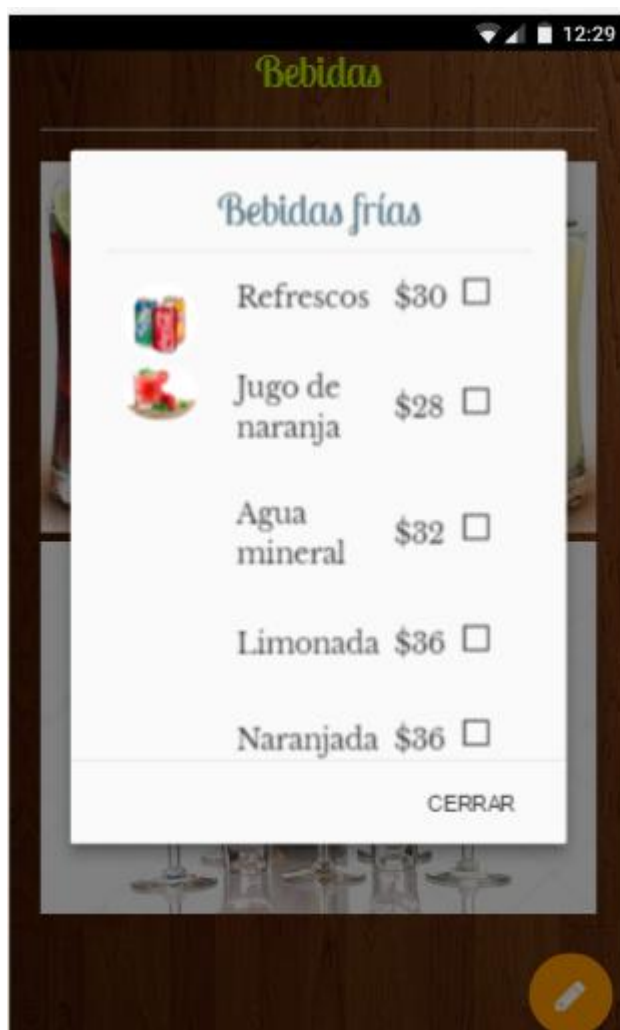 12:29
Bebidas
Bebidas frías
Refrescos $30
Jugo de
naranja $28
Agua
mineral $32
Limonada $36
Naranjada $36
CERRAR